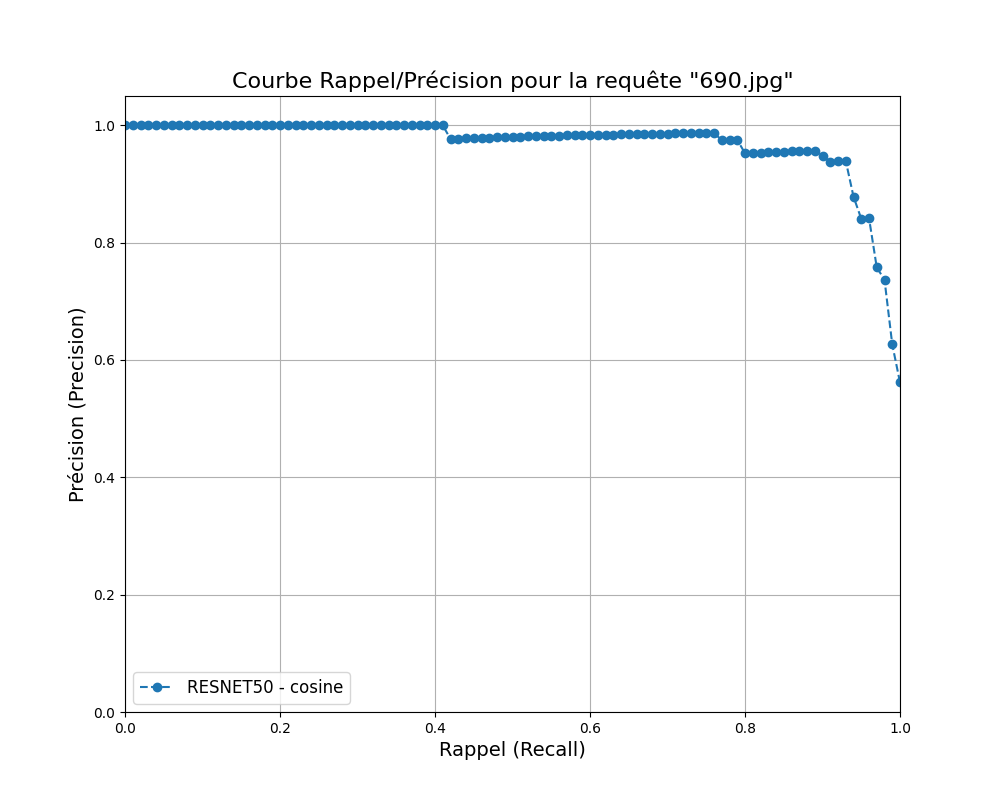 Courbe Rappel/Précision pour la requête "690.jpg"
Précision (Precision)
1.0
0.8
0.6
0.4
0.2
0.0
RESNET50 - cosine
0.0 0.2 0.4 0.6 0.8 1.0
Rappel (Recall)